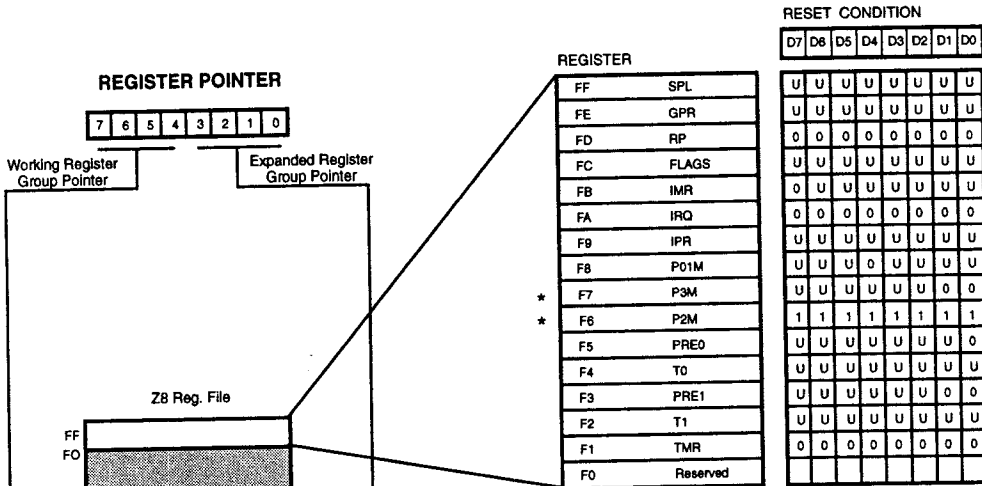 RESET CONDITION
D7 D6 D5 D4 D3 D2 D1 D0
REGISTER POINTER
7 6 5 4 3 2 1 0
Working Register
Group Pointer
Expanded Register
Group Pointer
Z8 Reg. File
FF
FO
REGISTER
FF SPL U U U U U U U U
FE GPR U U U U U U U U
FD RP 0 0 0 0 0 0 0 0
FC FLAGS U U U U U U U U
FB IMR 0 U U U U U U U
FA IRQ 0 0 0 0 0 0 0 0
F9 IPR U U U U U U U U
F8 P01M U U U 0 U U U U
* F7 P3M U U U U U U 0 0
* F6 P2M 1 1 1 1 1 1 1 1
F5 PRE0 U U U U U U U 0
F4 T0 U U U U U U U U
F3 PRE1 U U U U U U 0 0
F2 T1 U U U U U U U U
F1 TMR 0 0 0 0 0 0 0 0
F0 Reserved